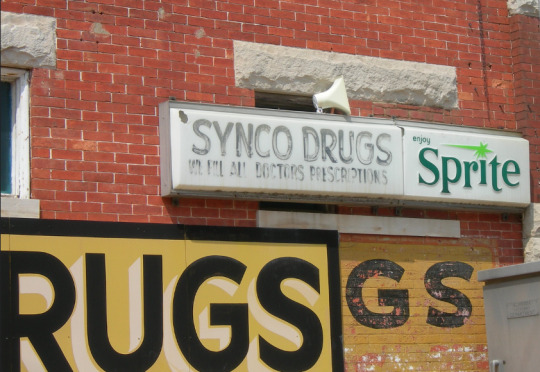 SYNCO DRUGS
WE FILL ALL DOCTORS PRESCRIPTIONS
enjoy
Sprite
RUGS
GS